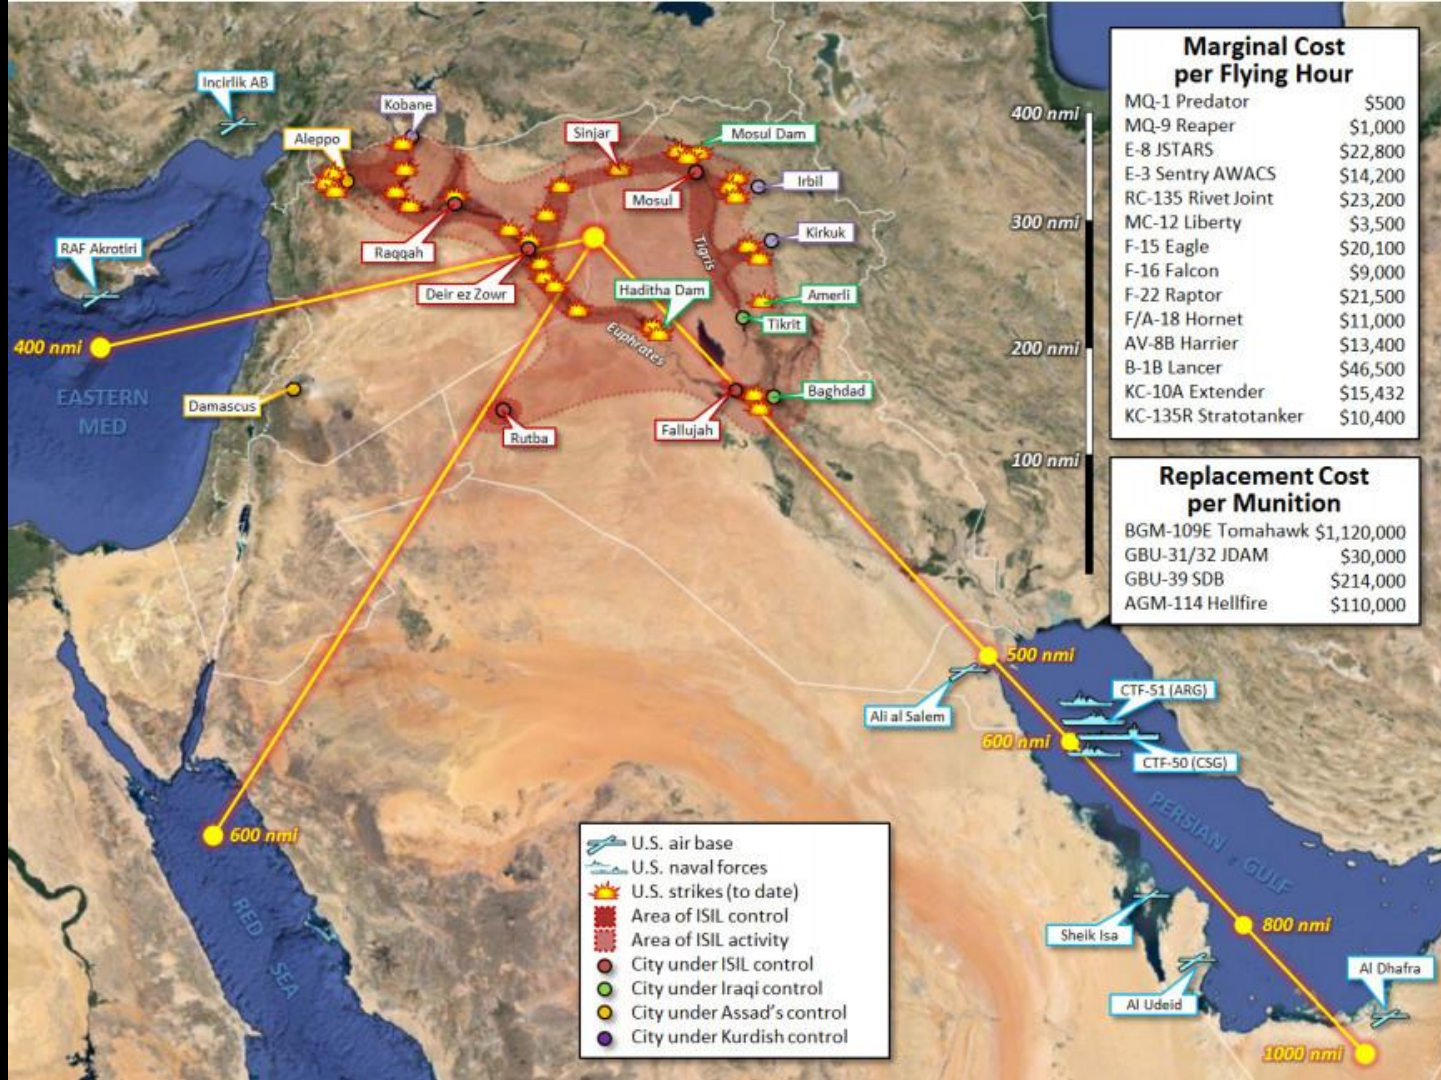 Incirlik AB
Kobane
Aleppo
Sinjar
Mosul Dam
Irbil
Mosul
Kirkuk
RAF Akrotiri
Raqqah
Tigris
Deir ez Zowr
Haditha Dam
Amerli
Tikrit
Euphrates
400 nmi
EASTERN
MED
Damascus
Rutba
Fallujah
Baghdad
400 nmi
300 nmi
200 nmi
100 nmi
Marginal Cost
per Flying Hour
MQ-1 Predator $500
MQ-9 Reaper $1,000
E-8 JSTARS $22,800
E-3 Sentry AWACS $14,200
RC-135 Rivet Joint $23,200
MC-12 Liberty $3,500
F-15 Eagle $20,100
F-16 Falcon $9,000
F-22 Raptor $21,500
F/A-18 Hornet $11,000
AV-8B Harrier $13,400
B-1B Lancer $46,500
KC-10A Extender $15,432
KC-135R Stratotanker $10,400
Replacement Cost
per Munition
BGM-109E Tomahawk $1,120,000
GBU-31/32 JDAM $30,000
GBU-39 SDB $214,000
AGM-114 Hellfire $110,000
500 nmi
Ali al Salem
CTF-51 (ARG)
600 nmi
CTF-50 (CSG)
PERSIAN GULF
600 nmi
RED
SEA
800 nmi
Sheik Isa
Al Udeid
Al Dhafra
1000 nmi
U.S. air base
U.S. naval forces
U.S. strikes (to date)
Area of ISIL control
Area of ISIL activity
City under ISIL control
City under Iraqi control
City under Assad's control
City under Kurdish control